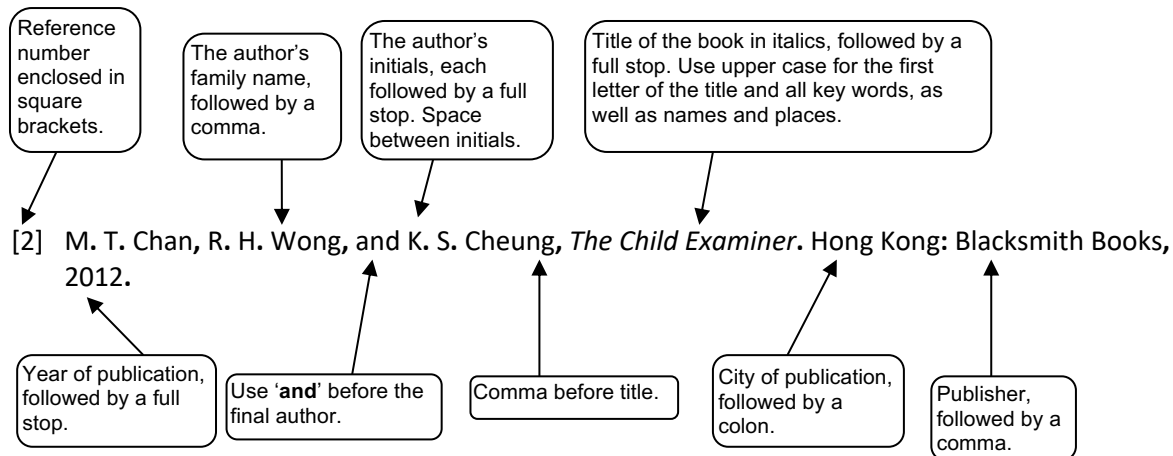 Reference
number
enclosed in
square
brackets.
The author's
family name,
followed by a
comma.
The author's
initials, each
followed by a full
stop. Space
between initials.
Title of the book in italics, followed by a
full stop. Use upper case for the first
letter of the title and all key words, as
well as names and places.
[2] M. T. Chan, R. H. Wong, and K. S. Cheung, The Child Examiner. Hong Kong: Blacksmith Books,
2012.
Year of publication,
followed by a full
stop.
Use 'and' before the
final author.
Comma before title.
City of publication,
followed by a
colon.
Publisher,
followed by a
comma.